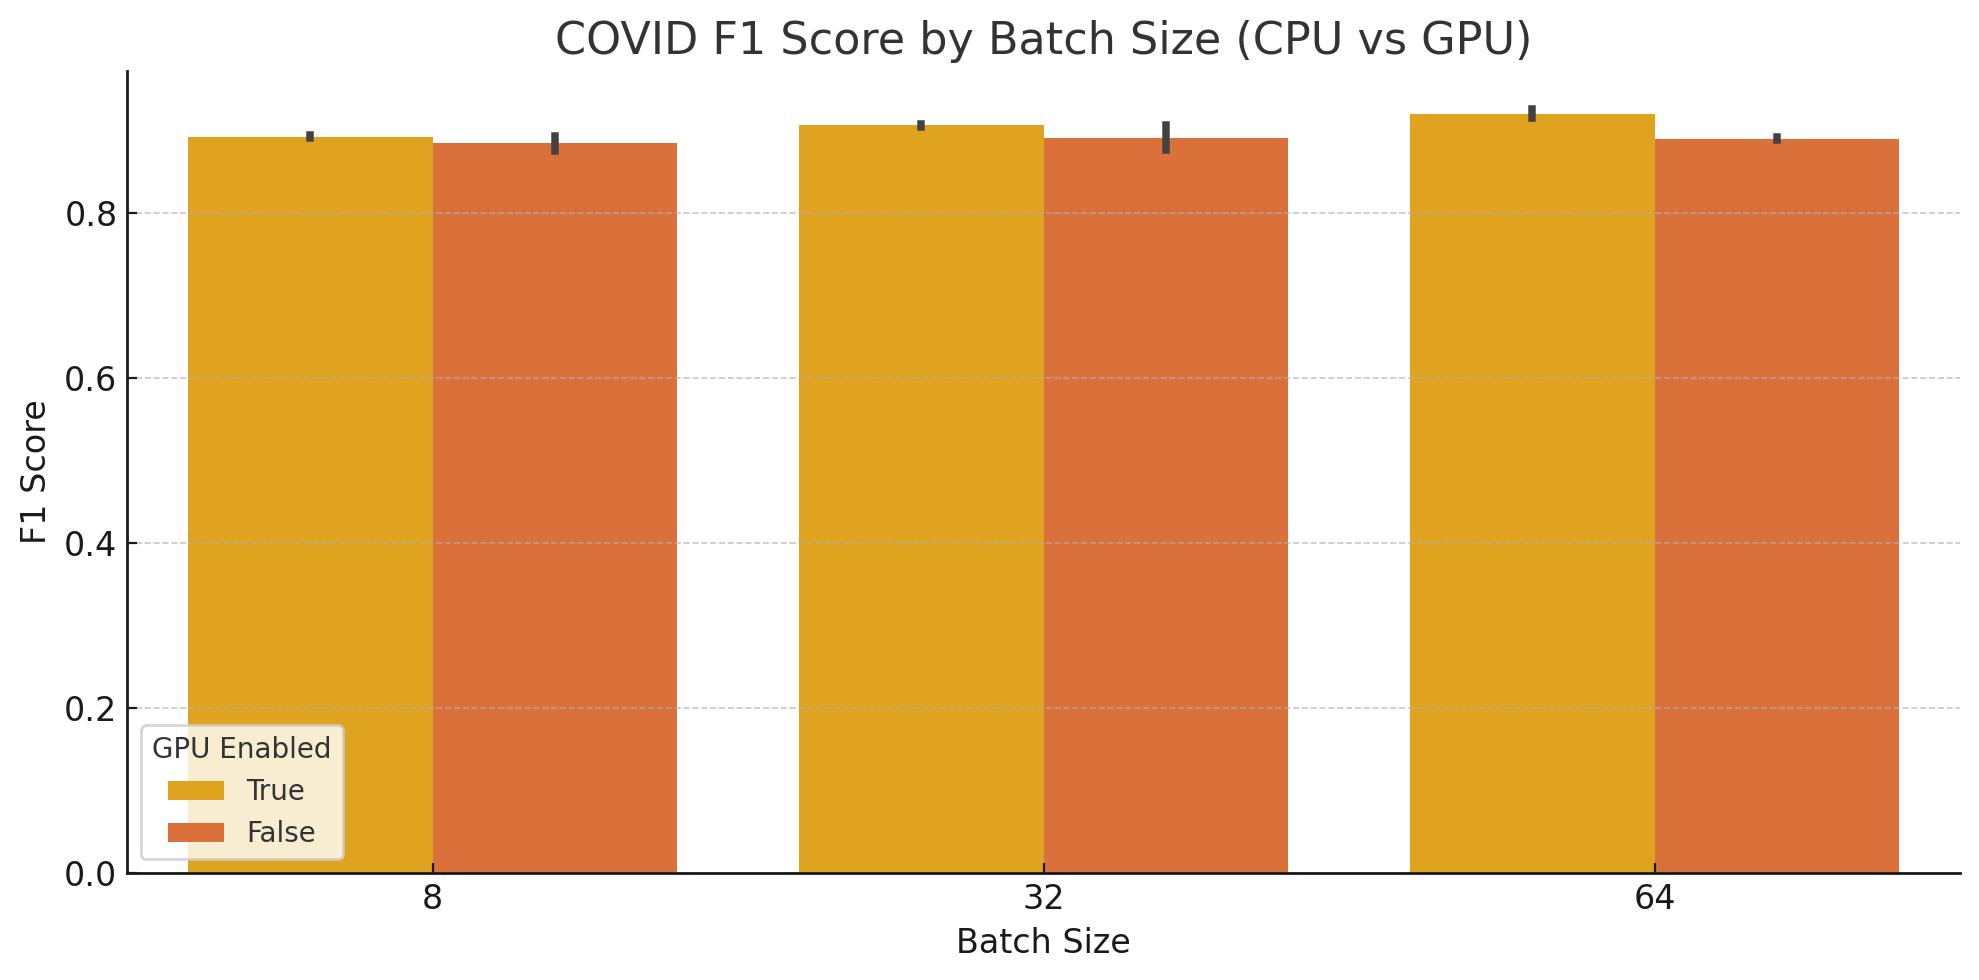 COVID F1 Score by Batch Size (CPU vs GPU)
F1 Score
0.8
0.6
0.4
0.2
0.0
GPU Enabled
True
False
8
32
64
Batch Size